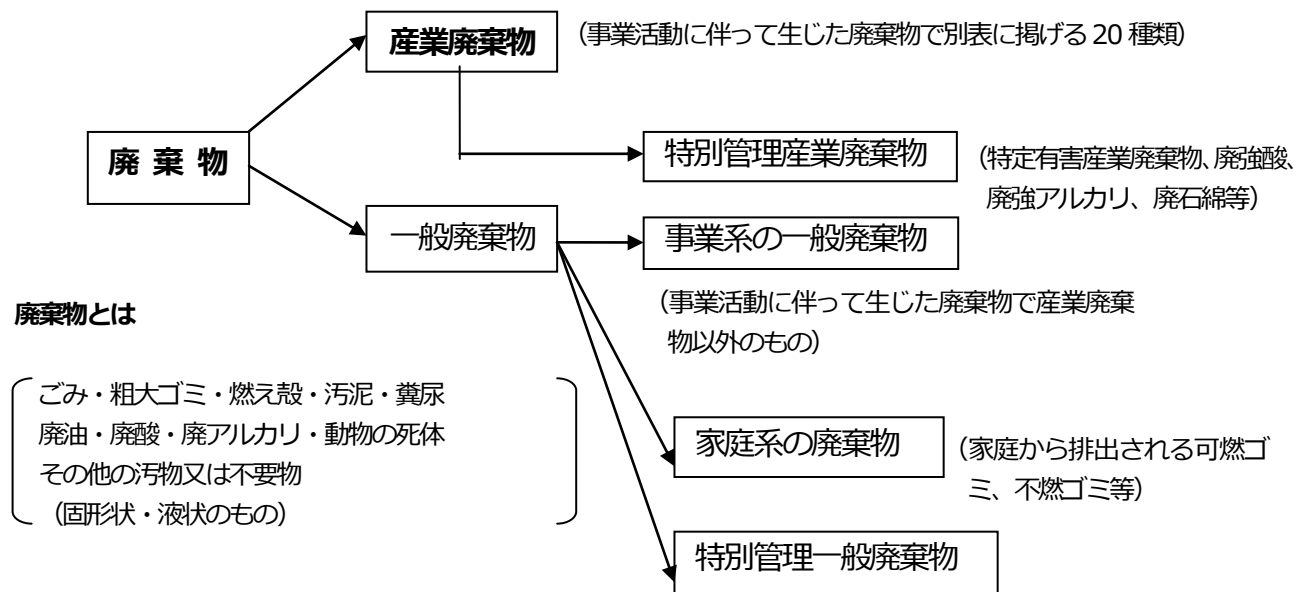 産業廃棄物
（事業活動に伴って生じた廃棄物で別表に掲げる 20 種類）
廃 棄 物
特別管理産業廃棄物
（特定有害産業廃棄物、廃強酸、
廃強アルカリ、廃石綿等）
一般廃棄物
事業系の一般廃棄物
（事業活動に伴って生じた廃棄物で産業廃棄
物以外のもの）
廃棄物とは
ごみ・粗大ゴミ・燃え殻・汚泥・糞尿
廃油・廃酸・廃アルカリ・動物の死体
その他の汚物又は不要物
（固形状・液状のもの）
家庭系の廃棄物
（家庭から排出される可燃ゴ
ミ、不燃ゴミ等）
特別管理一般廃棄物